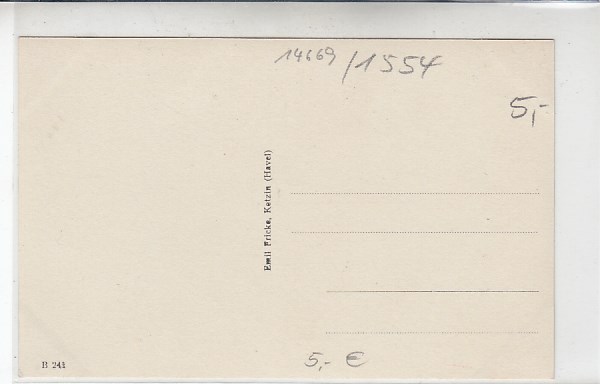 14669 /1554
5,-
Emil Fricke, Ketzin (Havel)
5,- €
B 241